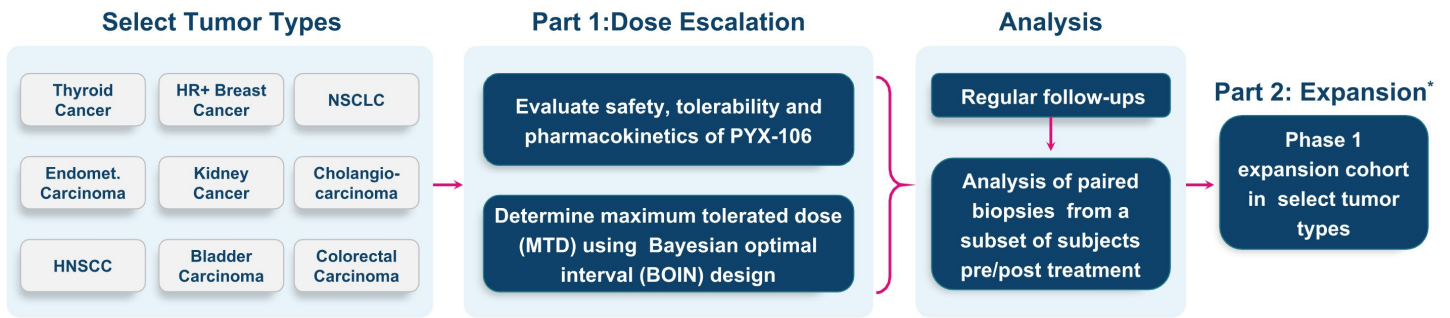 Select Tumor Types
Thyroid
Cancer
HR+ Breast
Cancer
NSCLC
Endomet.
Carcinoma
Kidney
Cancer
Cholangio-
carcinoma
HNSCC
Bladder
Carcinoma
Colorectal
Carcinoma
Part 1:Dose Escalation
Evaluate safety, tolerability and
pharmacokinetics of PYX-106
Determine maximum tolerated dose
(MTD) using Bayesian optimal
interval (BOIN) design
Analysis
Regular follow-ups
Analysis of paired
biopsies from a
subset of subjects
pre/post treatment
Part 2: Expansion*
Phase 1
expansion cohort
in select tumor
types